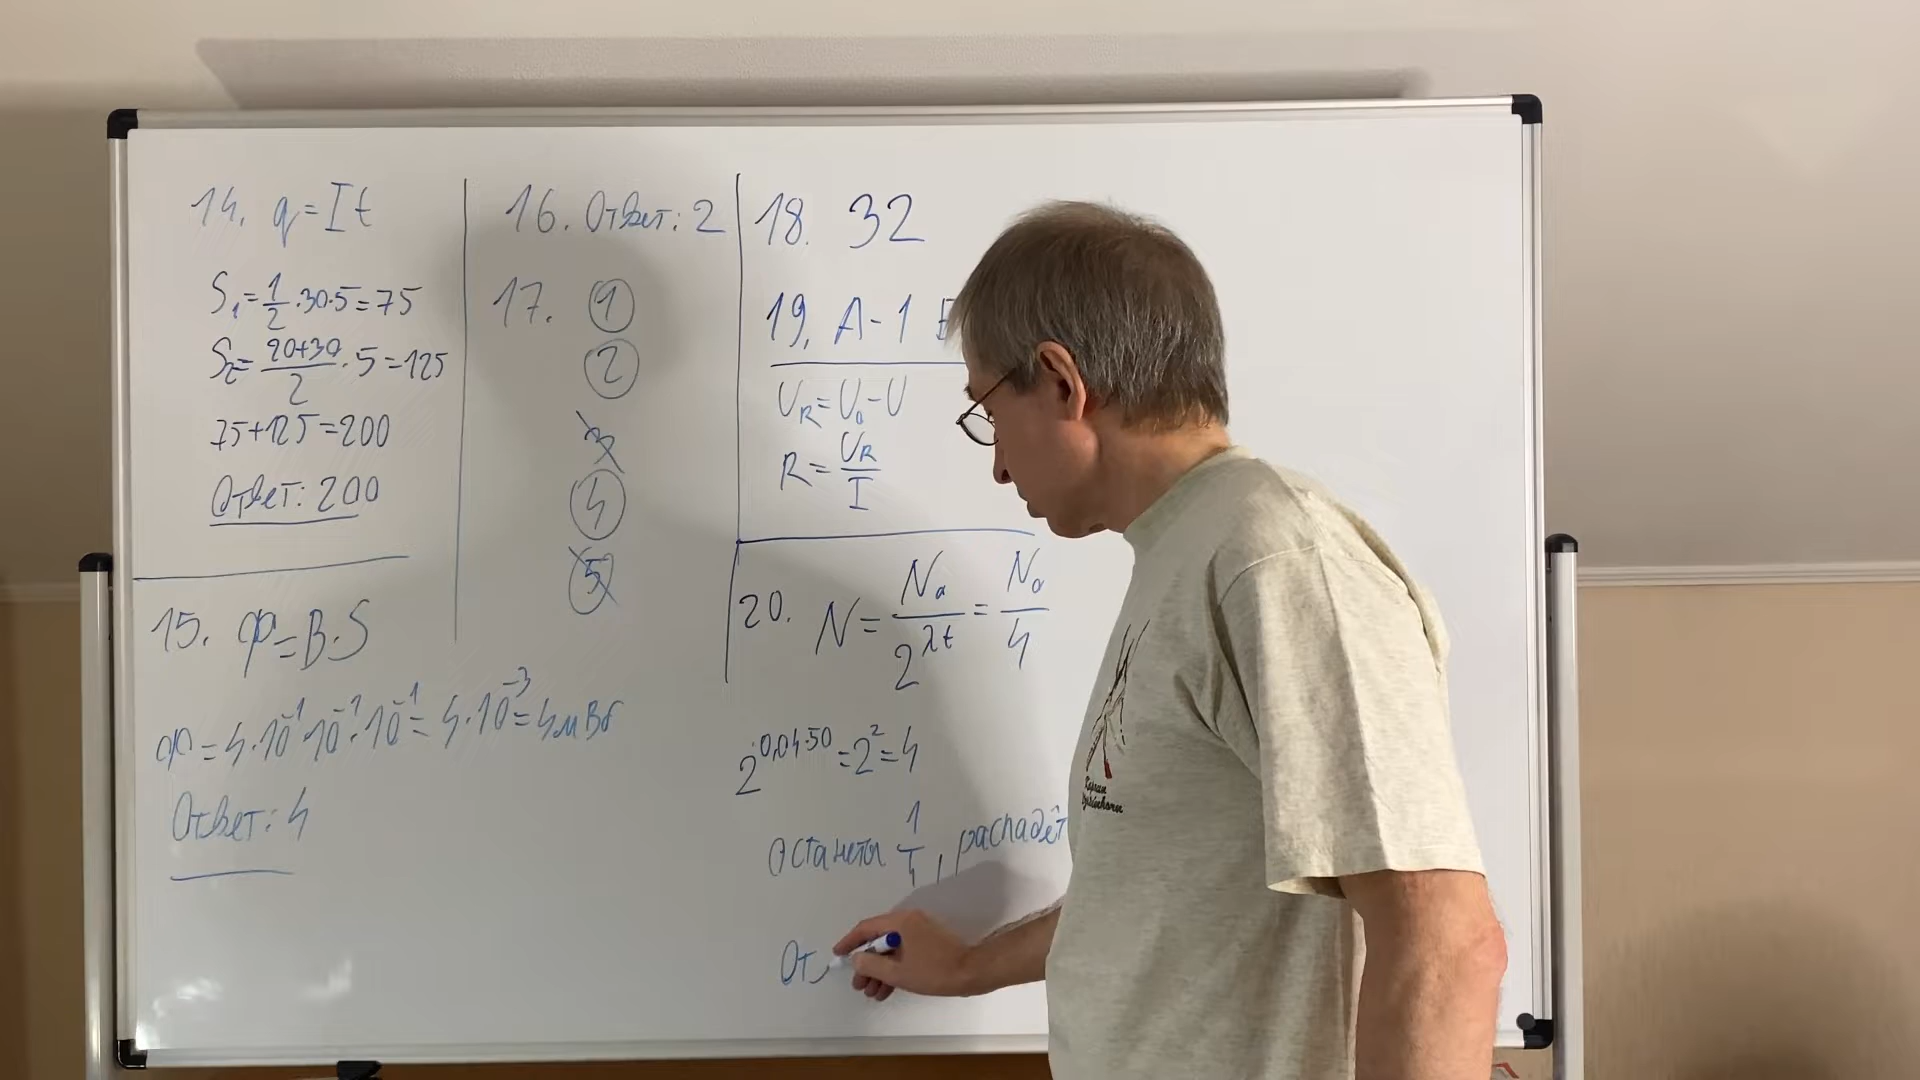 14. q=It
S₁=1/2·30·5=75
S₂=(20+30)/2·5=125
75+125=200
Ответ: 200
15. Ф=B·S
Ф=4·10⁻¹·10⁻¹·10⁻¹=4·10⁻³=4мВб
Ответ: 4
16. Ответ: 2
17. 1
2
3
4
5
18. 32
19. А-1
U_R=U₀-U
R=U_R/I
20. N=N₀/2^λt=N₀/4
2^0,04·50=2²=4
Останется 1/4, распадёт
От